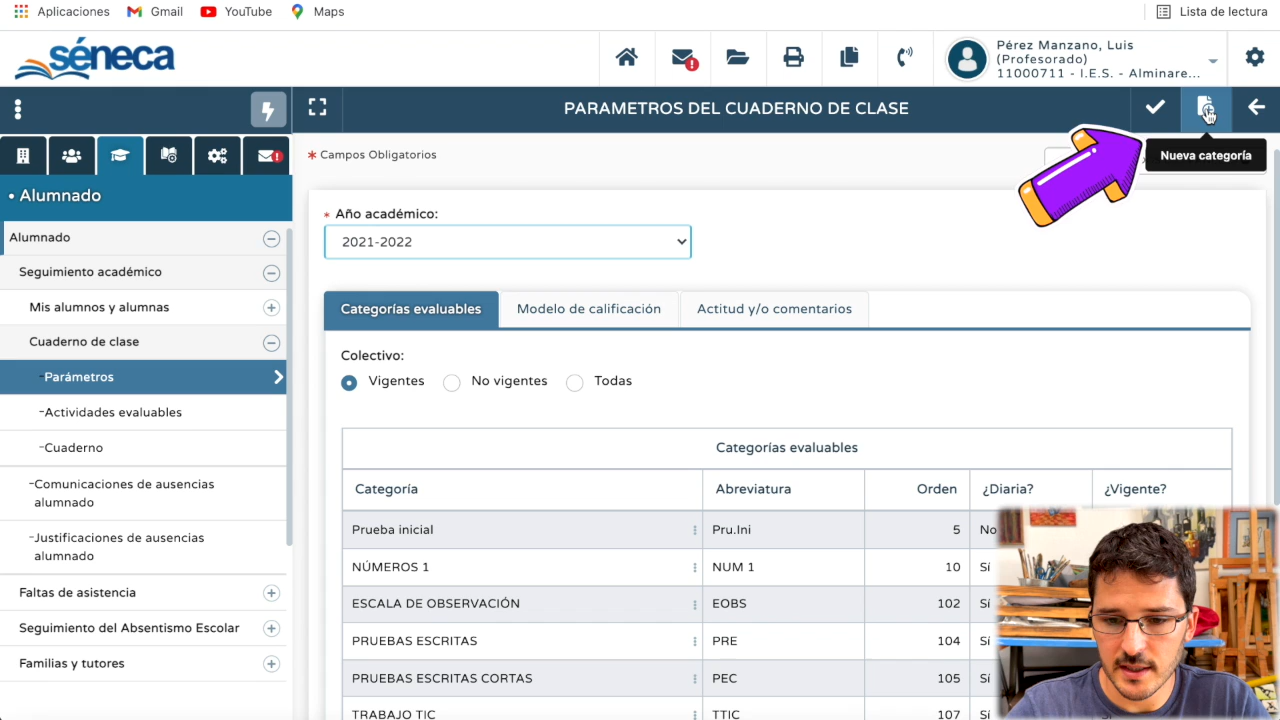 Aplicaciones
Gmail
YouTube
Maps
Lista de lectura
séneca
Pérez Manzano, Luis
(Profesorado)
11000711 - I.E.S. - Alminare...
PARAMETROS DEL CUADERNO DE CLASE
* Campos Obligatorios
Nueva categoría
• Alumnado
Alumnado
Seguimiento académico
Mis alumnos y alumnas
Cuaderno de clase
-Parámetros
-Actividades evaluables
-Cuaderno
-Comunicaciones de ausencias
alumnado
-Justificaciones de ausencias
alumnado
Faltas de asistencia
Seguimiento del Absentismo Escolar
Familias y tutores
* Año académico:
2021-2022
Categorías evaluables
Modelo de calificación
Actitud y/o comentarios
Colectivo:
Vigentes
No vigentes
Todas
Categorías evaluables
Categoría Abreviatura Orden ¿Diaria? ¿Vigente?
Prueba inicial Pru.Ini 5 No
NÚMEROS 1 NUM 1 10 Sí
ESCALA DE OBSERVACIÓN EOBS 102 Sí
PRUEBAS ESCRITAS PRE 104 Sí
PRUEBAS ESCRITAS CORTAS PEC 105 Sí
TRABAJO TIC TTIC 107 Sí